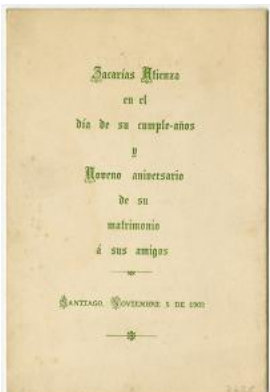 Zacarías Atienza
en el
día de su cumple-años
y
Noveno aniversario
de su
matrimonio
á sus amigos
SANTIAGO, NOVIEMBRE 5 DE 1901